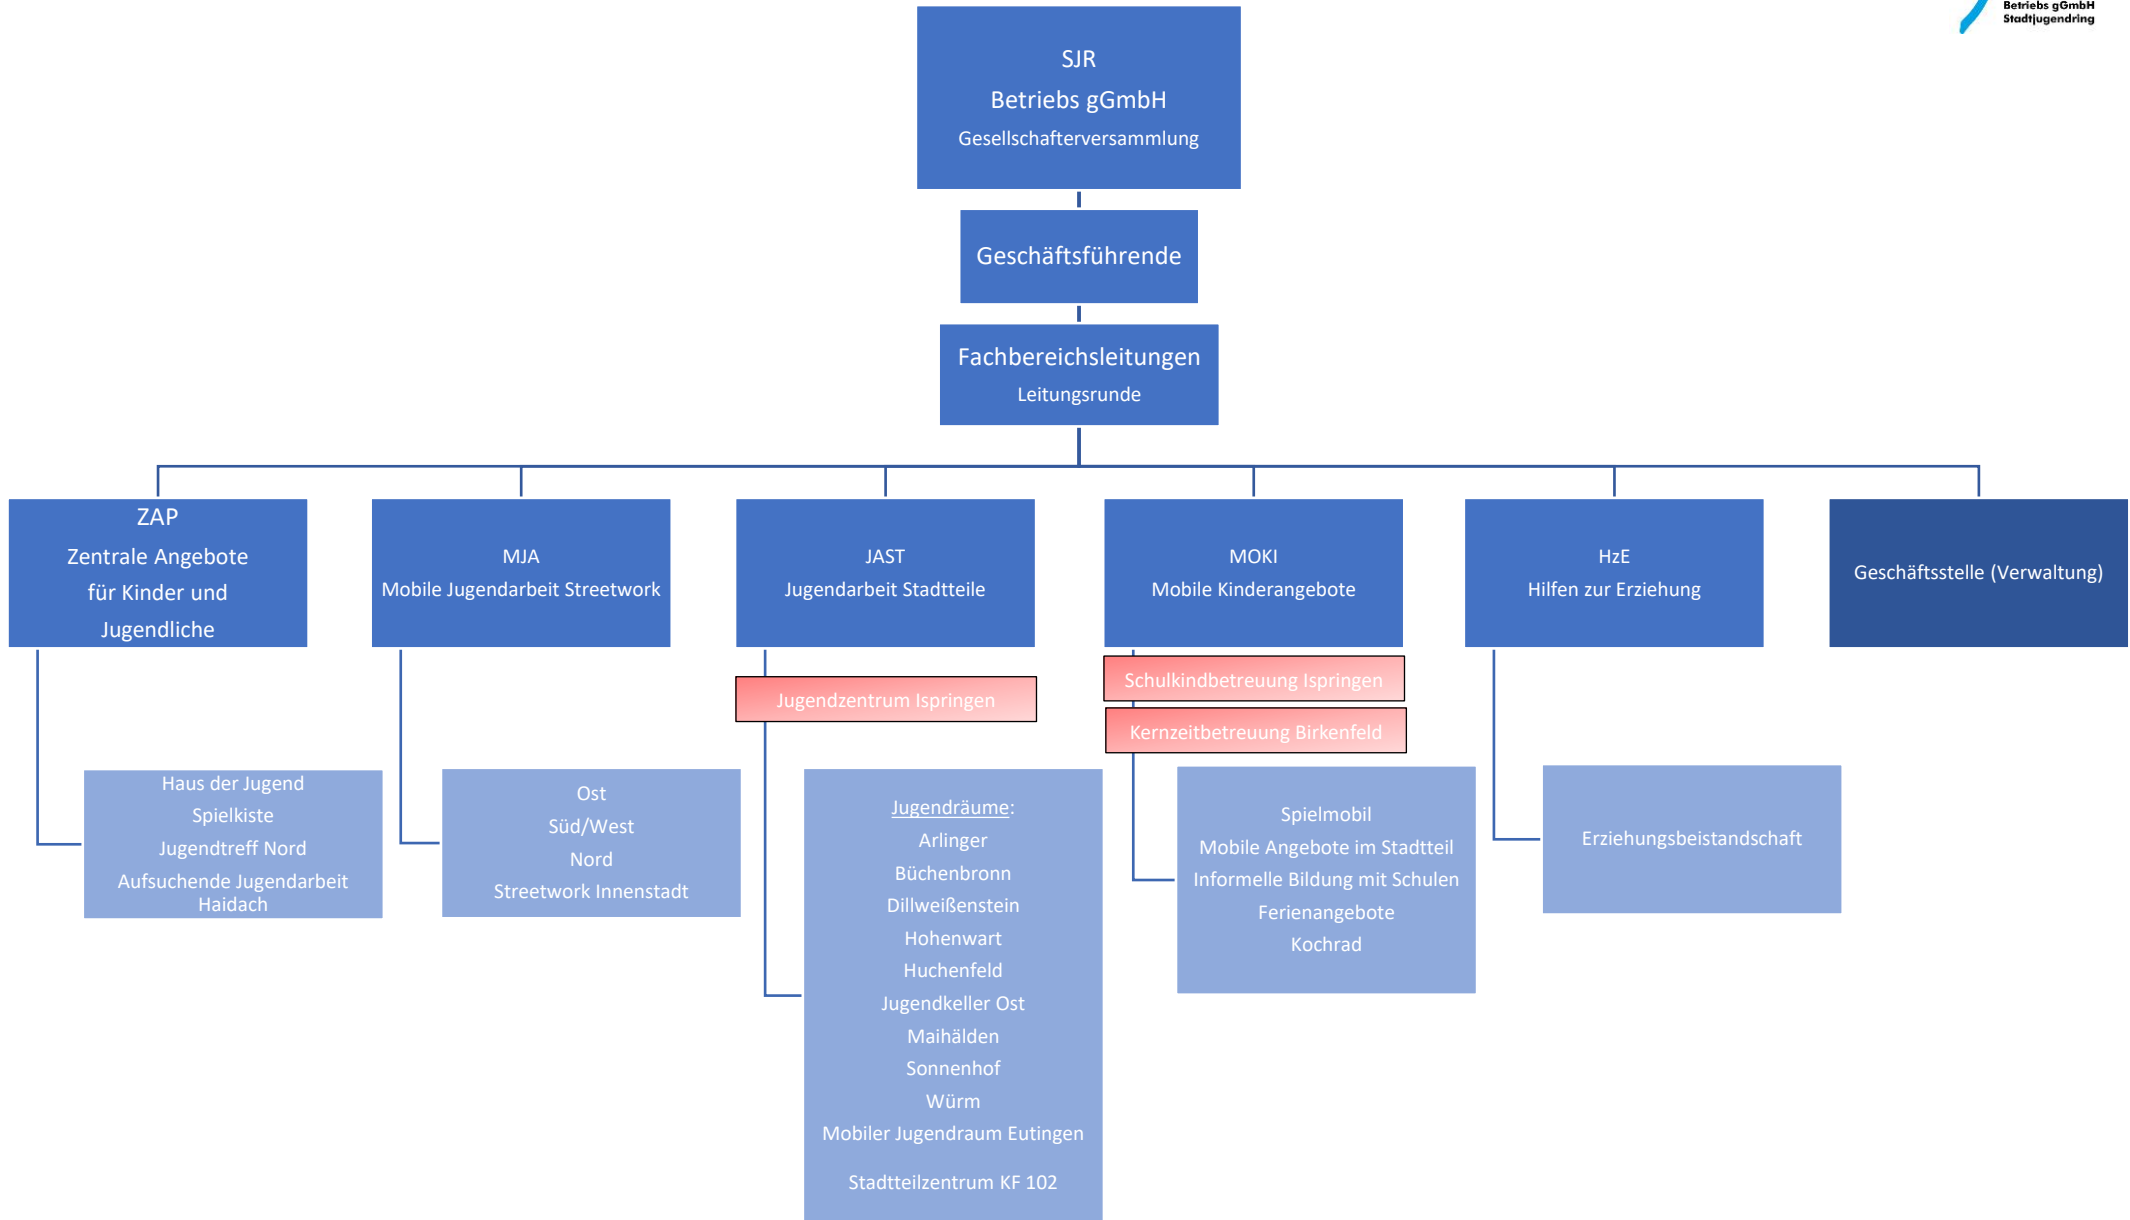 Betriebs gGmbH
Stadtjugendring
SJR
Betriebs gGmbH
Gesellschafterversammlung
Geschäftsführende
Fachbereichsleitungen
Leitungsrunde
ZAP
Zentrale Angebote
für Kinder und
Jugendliche
MJA
Mobile Jugendarbeit Streetwork
JAST
Jugendarbeit Stadtteile
MOKI
Mobile Kinderangebote
HzE
Hilfen zur Erziehung
Geschäftsstelle (Verwaltung)
Jugendzentrum Ispringen
Schulkindbetreuung Ispringen
Kernzeitbetreuung Birkenfeld
Haus der Jugend
Spielkiste
Jugendtreff Nord
Aufsuchende Jugendarbeit
Haidach
Ost
Süd/West
Nord
Streetwork Innenstadt
Jugendräume:
Arlinger
Büchenbronn
Dillweißenstein
Hohenwart
Huchenfeld
Jugendkeller Ost
Maihälden
Sonnenhof
Würm
Mobiler Jugendraum Eutingen
Stadtteilzentrum KF 102
Spielmobil
Mobile Angebote im Stadtteil
Informelle Bildung mit Schulen
Ferienangebote
Kochrad
Erziehungsbeistandschaft